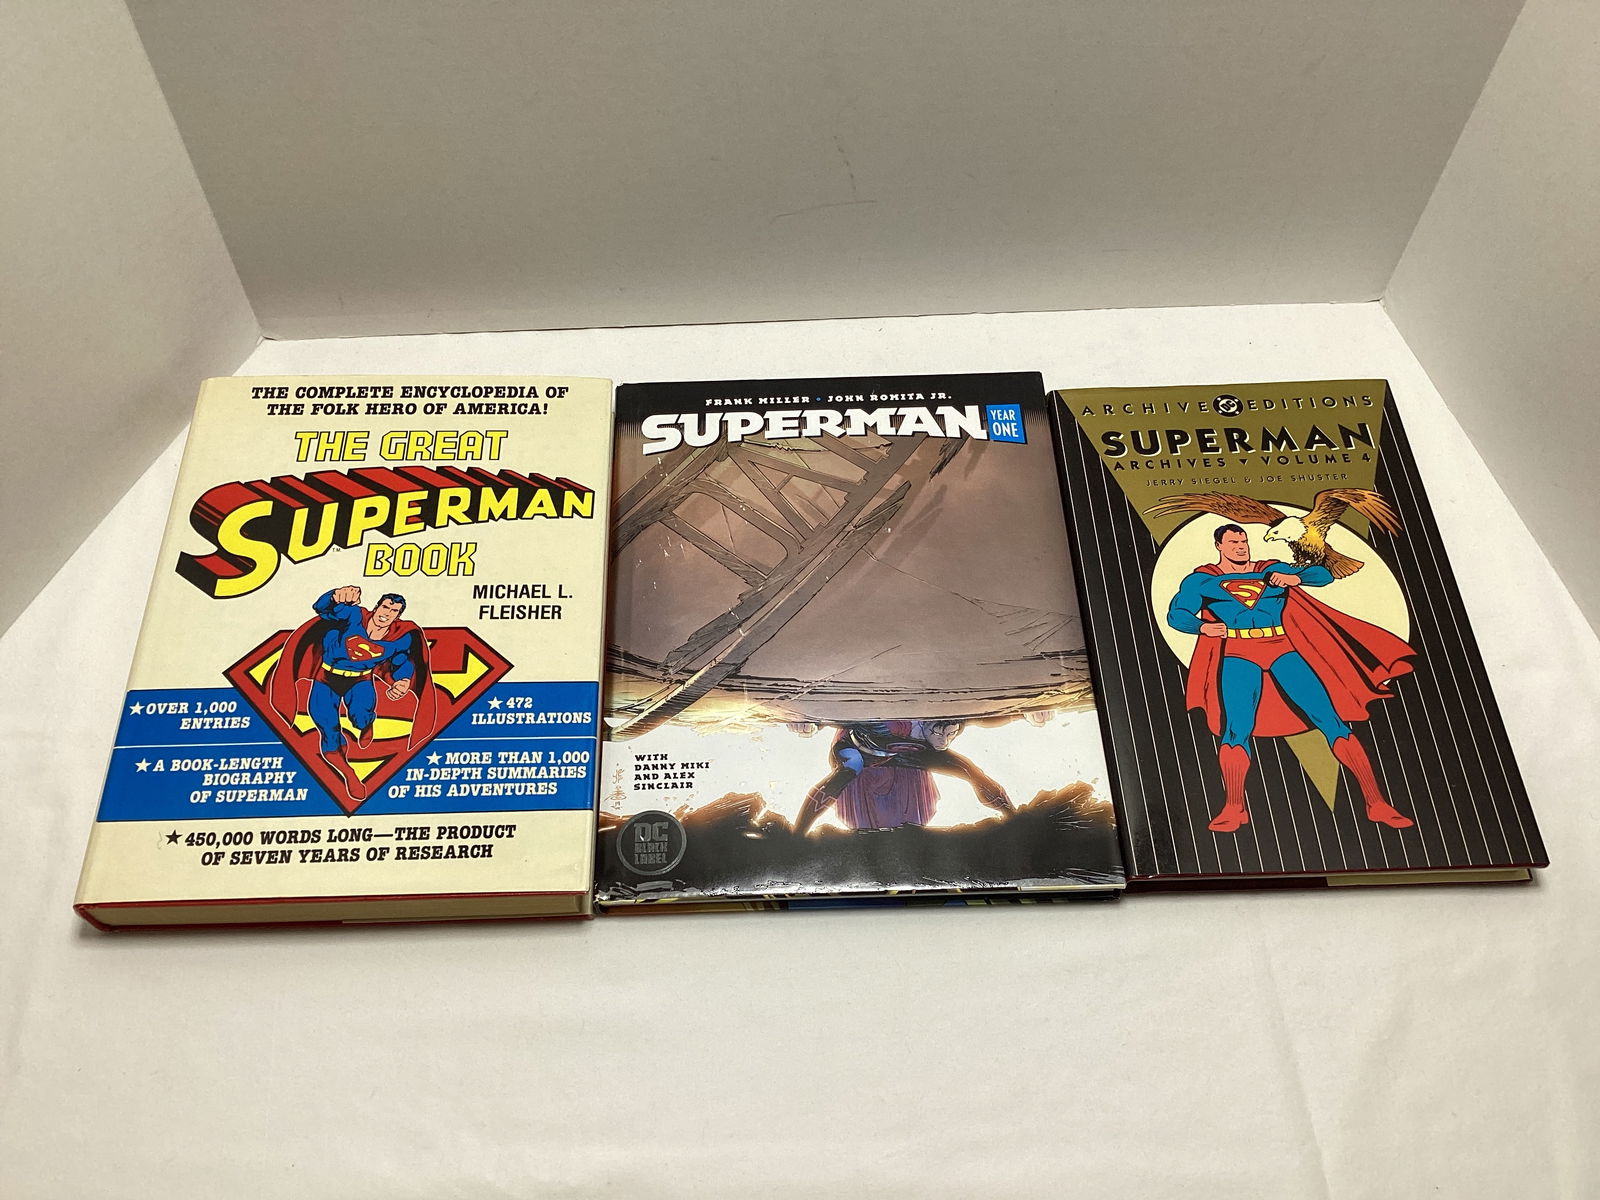 THE COMPLETE ENCYCLOPEDIA OF
THE FOLK HERO OF AMERICA!
THE GREAT
SUPERMAN
TM
BOOK
MICHAEL L.
FLEISHER
★OVER 1,000
ENTRIES
★472
ILLUSTRATIONS
★A BOOK-LENGTH
BIOGRAPHY
OF SUPERMAN
★MORE THAN 1,000
IN-DEPTH SUMMARIES
OF HIS ADVENTURES
★450,000 WORDS LONG—THE PRODUCT
OF SEVEN YEARS OF RESEARCH
FRANK MILLER • JOHN ROMITA JR.
SUPERMAN
YEAR
ONE
WITH
DANNY MIKI
AND ALEX
SINCLAIR
DC
BLACK
LABEL
ARCHIVE DC EDITIONS
SUPERMAN
ARCHIVES ▾ VOLUME 4
JERRY SIEGEL & JOE SHUSTER